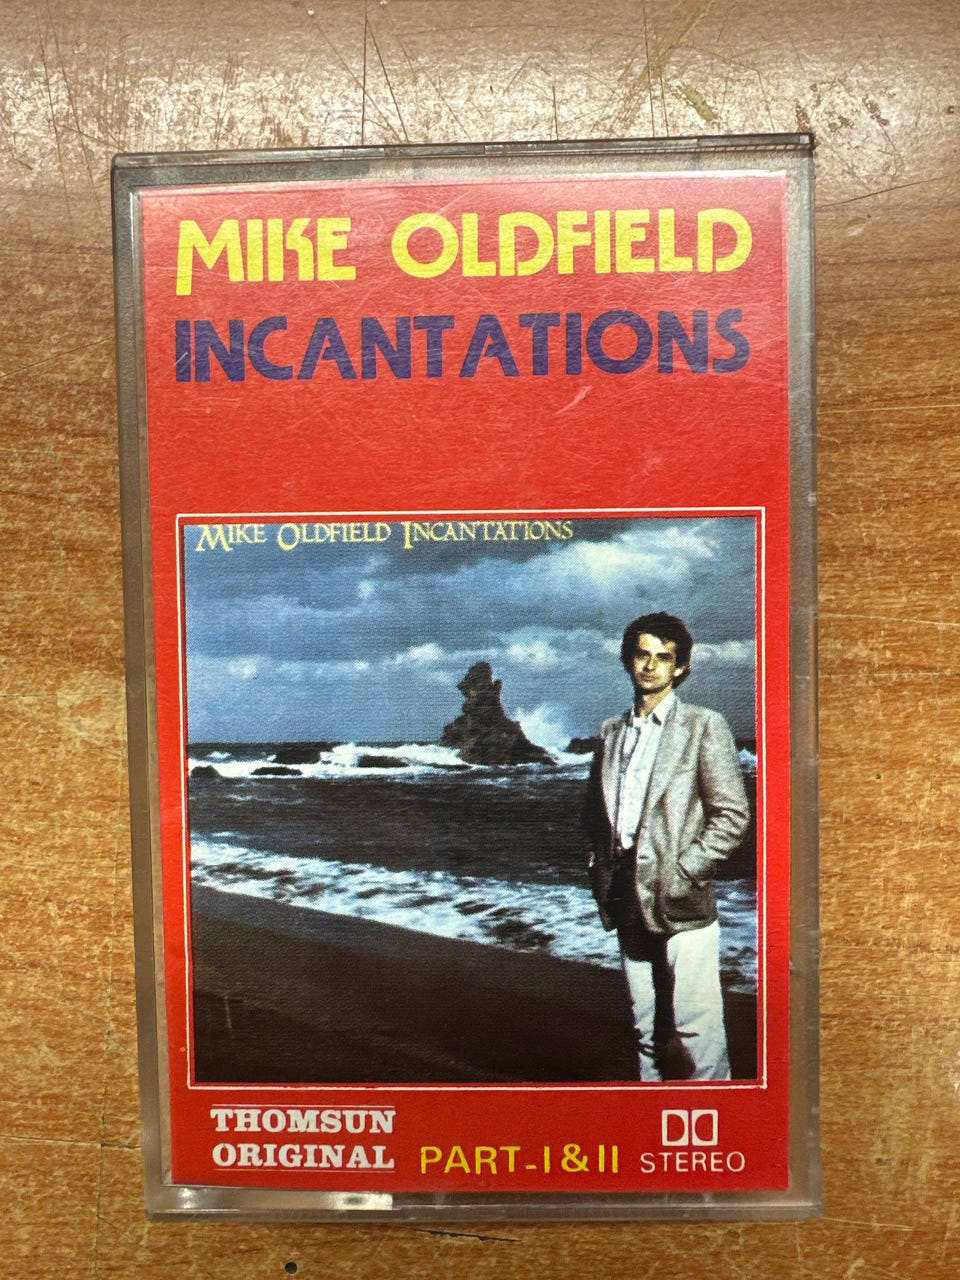 MIKE OLDFIELD
INCANTATIONS
MIKE OLDFIELD INCANTATIONS
THOMSUN
ORIGINAL
PART-I & II
STEREO